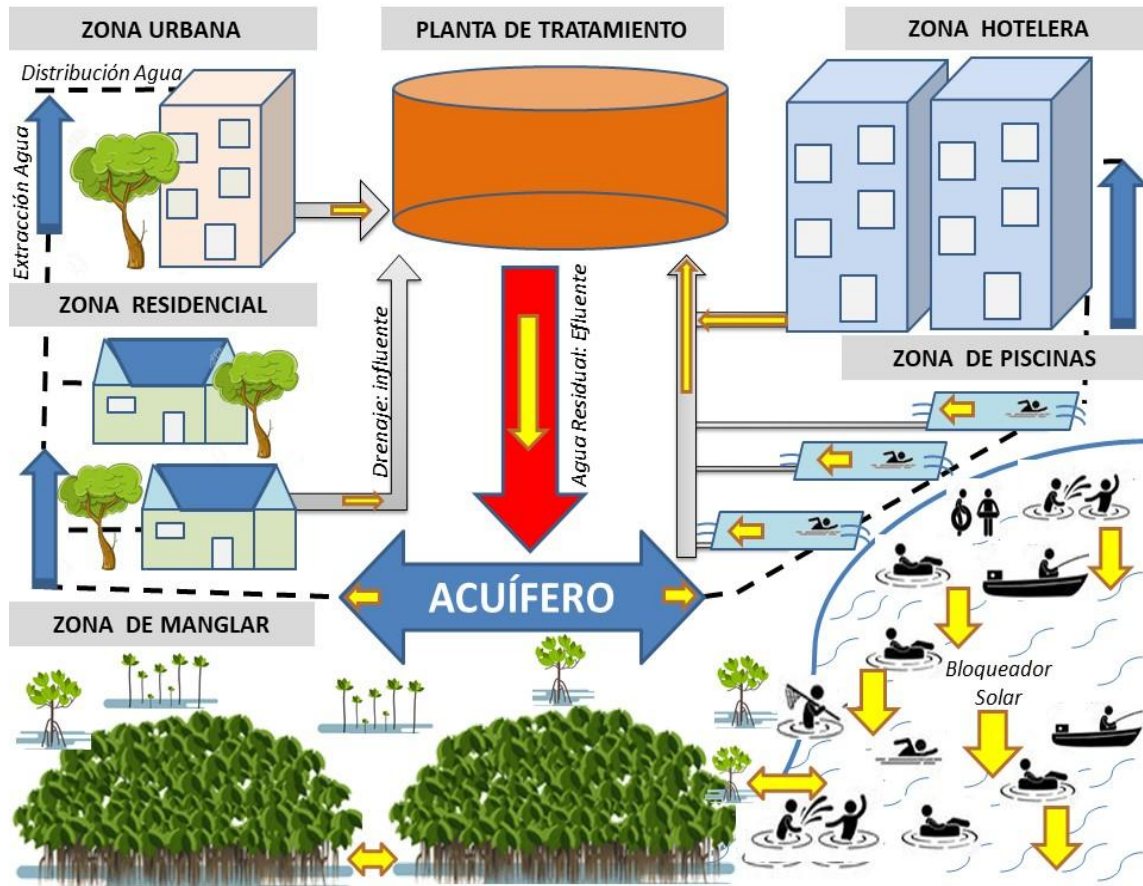 ZONA URBANA
PLANTA DE TRATAMIENTO
ZONA HOTELERA
Distribución Agua
Extracción Agua
ZONA RESIDENCIAL
Drenaje: influente
Agua Residual: Efluente
ZONA DE PISCINAS
ACUÍFERO
ZONA DE MANGLAR
Bloqueador
Solar